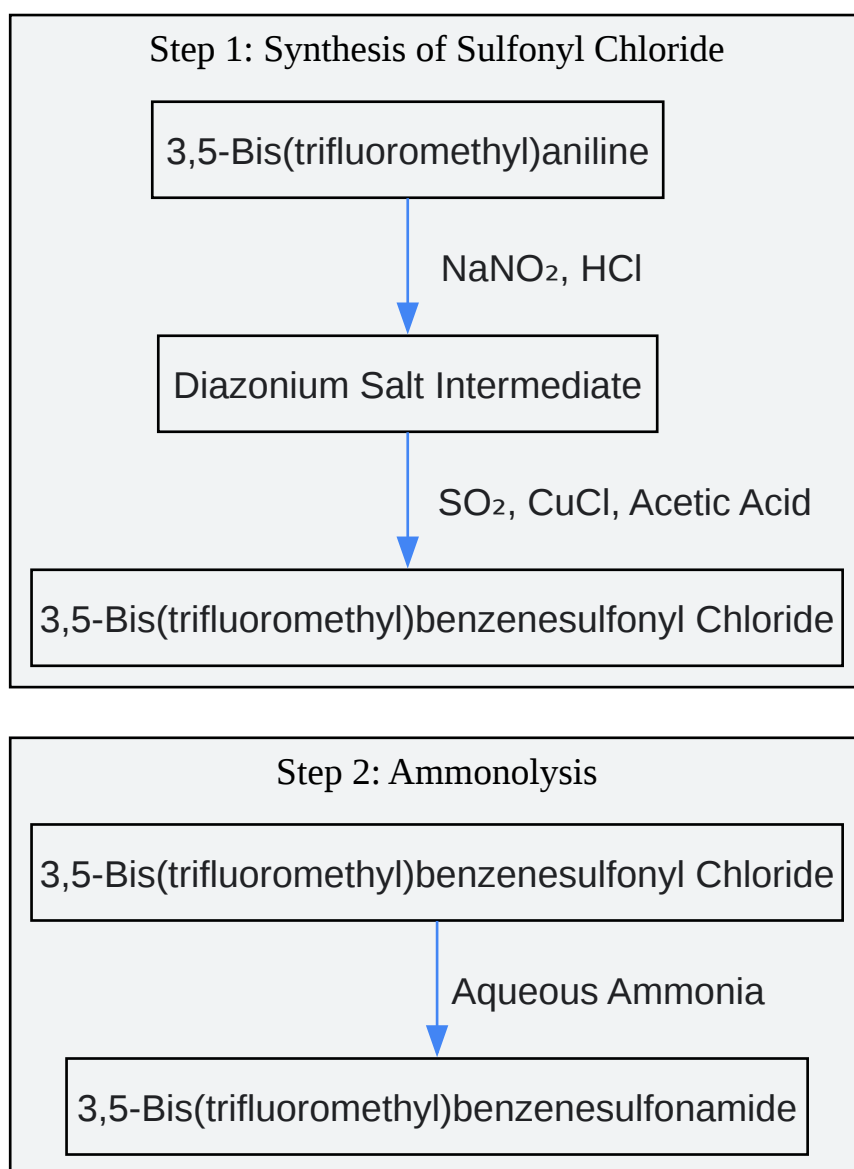 Step 1: Synthesis of Sulfonyl Chloride
3,5-Bis(trifluoromethyl)aniline
NaNO₂, HCl
Diazonium Salt Intermediate
SO₂, CuCl, Acetic Acid
3,5-Bis(trifluoromethyl)benzenesulfonyl Chloride
Step 2: Ammonolysis
3,5-Bis(trifluoromethyl)benzenesulfonyl Chloride
Aqueous Ammonia
3,5-Bis(trifluoromethyl)benzenesulfonamide